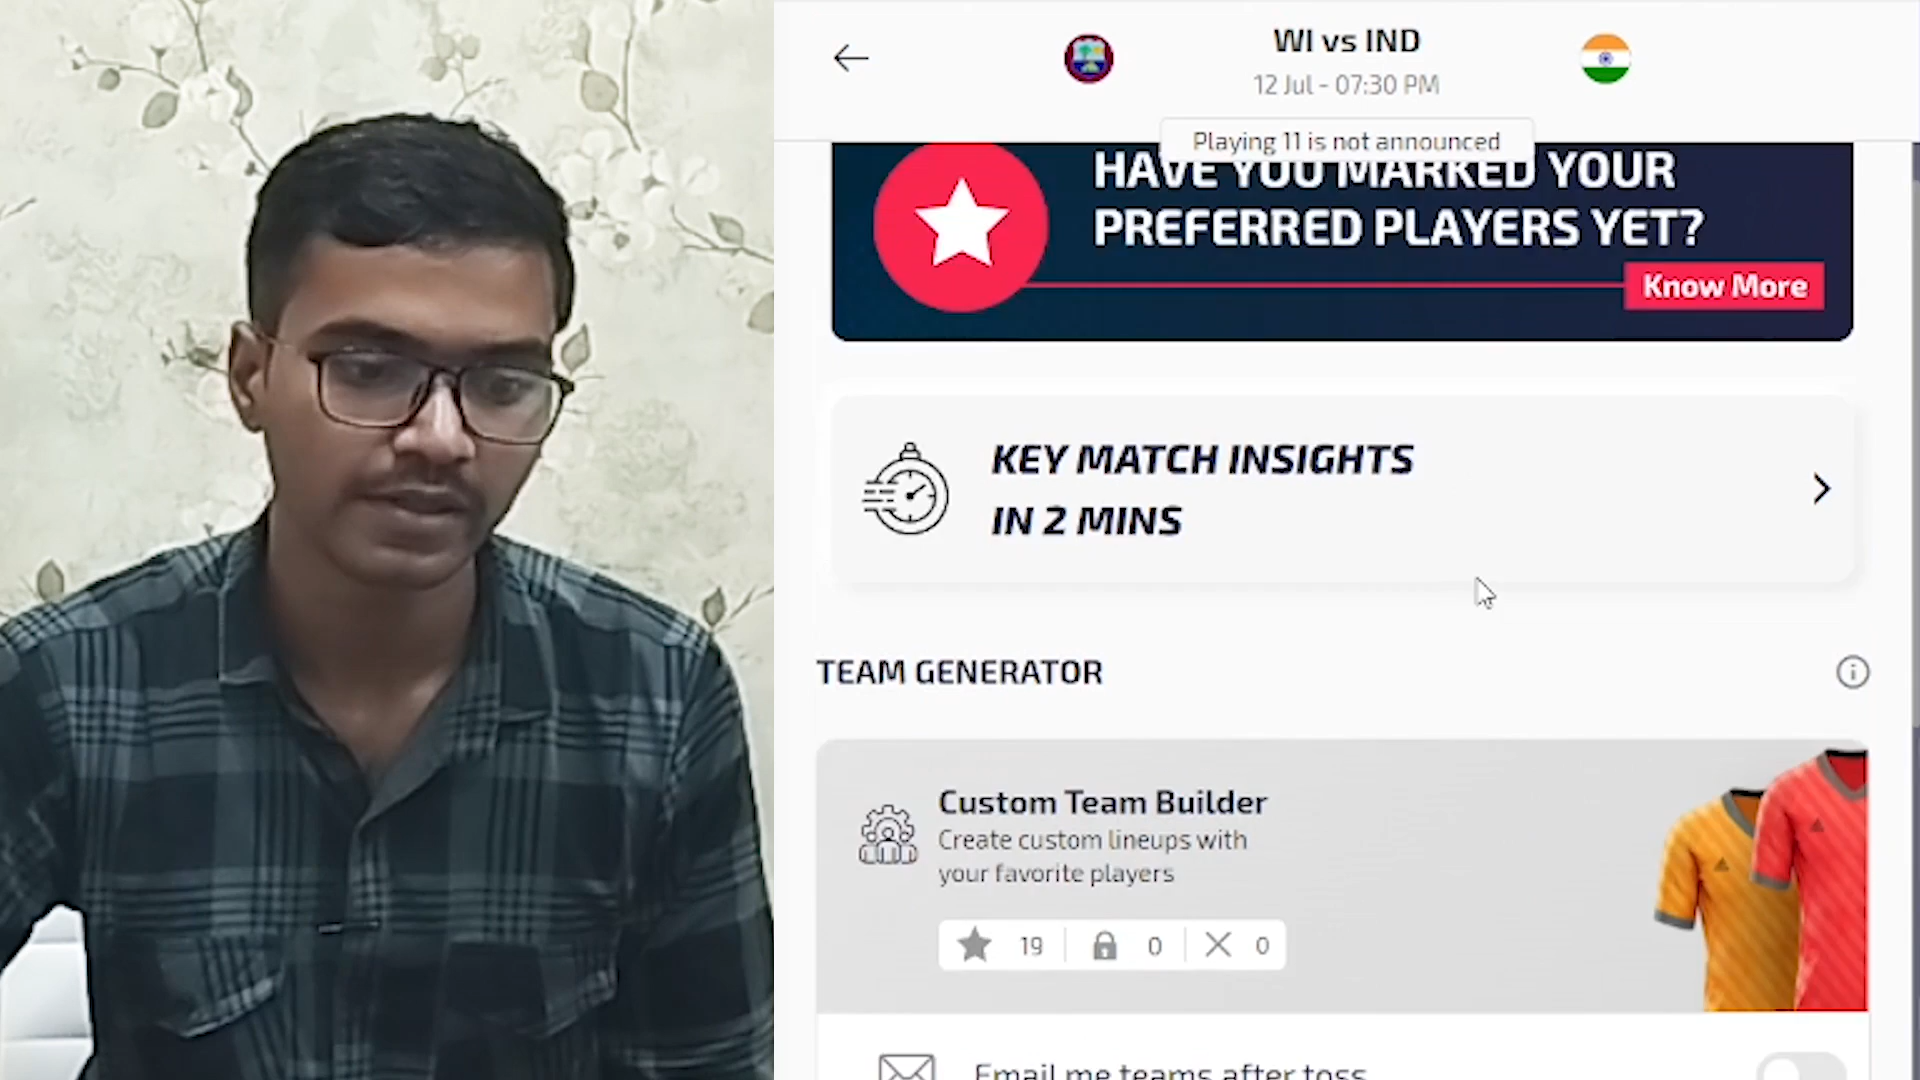 WI vs IND
12 Jul - 07:30 PM
Playing 11 is not announced
HAVE YOU MARKED YOUR
PREFERRED PLAYERS YET?
Know More
KEY MATCH INSIGHTS
IN 2 MINS
TEAM GENERATOR
Custom Team Builder
Create custom lineups with
your favorite players
19 0 0
Email me teams after toss